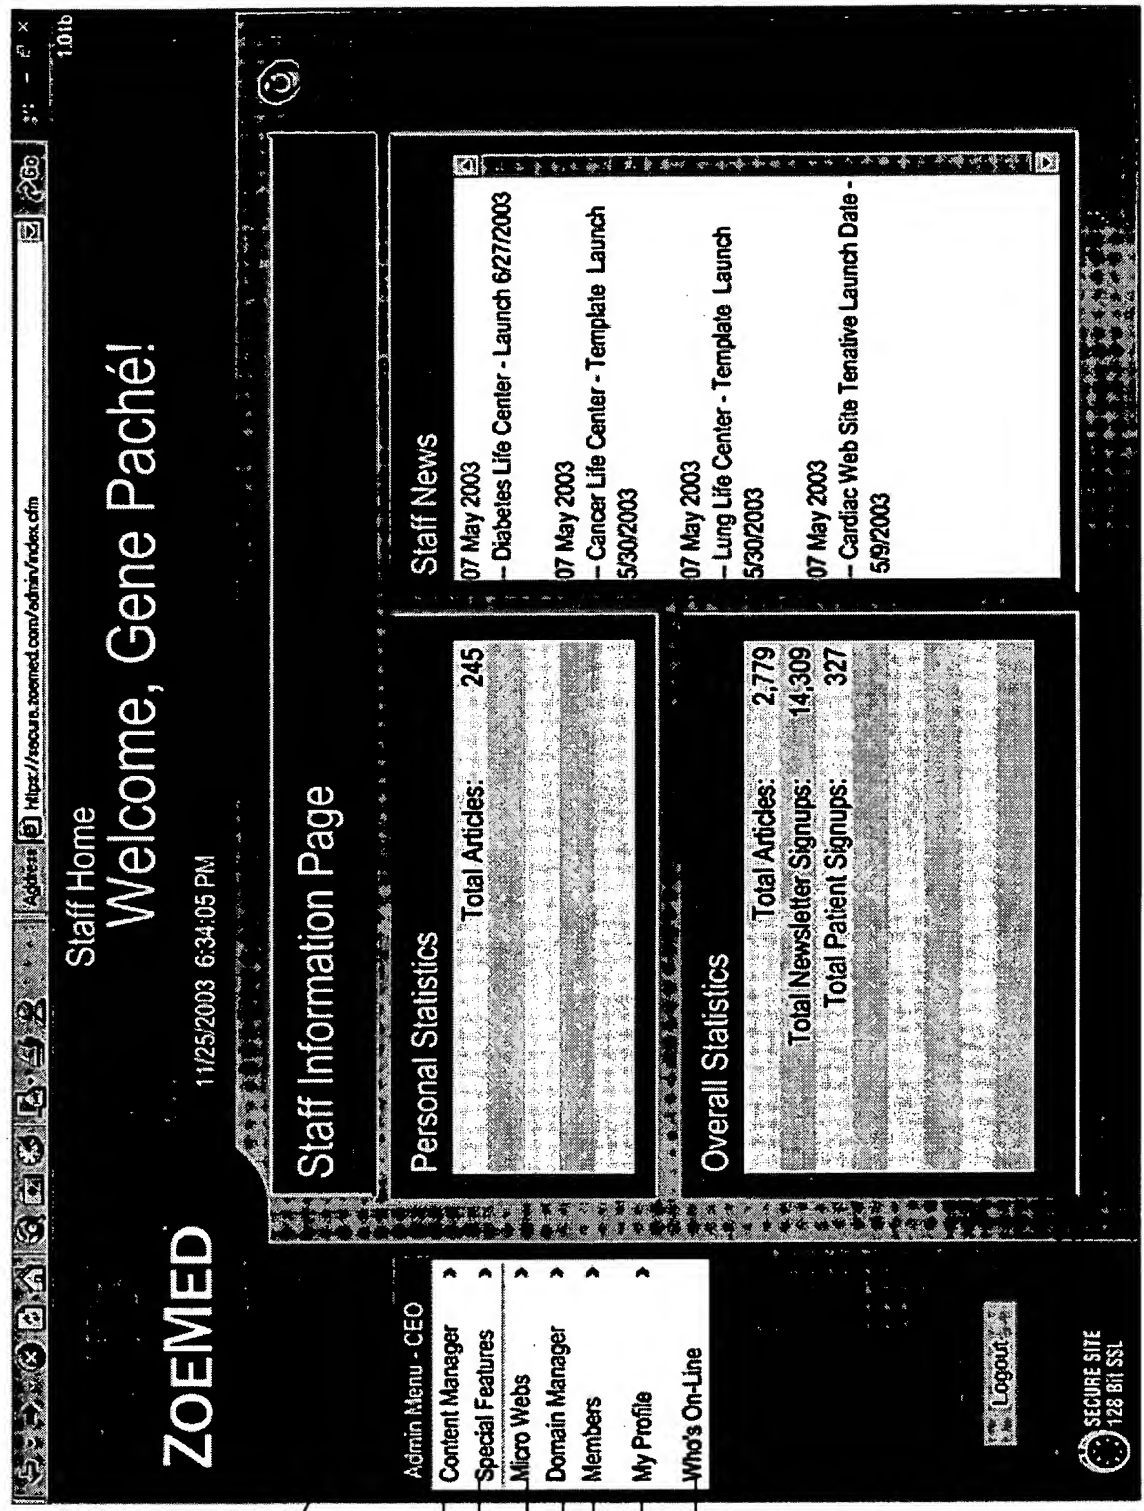 Address https://secure.zoemed.com/admin/index.cfm Go
1.01b
ZOEMED
Staff Home
Welcome, Gene Paché!
11/25/2003 6:34:05 PM
Admin Menu - CEO
Content Manager
Special Features
Micro Webs
Domain Manager
Members
My Profile
Who's On-Line
Logout
SECURE SITE
128 Bit SSL
Staff Information Page
Personal Statistics
Total Articles: 245
Overall Statistics
Total Articles: 2,779
Total Newsletter Signups: 14,309
Total Patient Signups: 327
Staff News
07 May 2003
– Diabetes Life Center - Launch 6/27/2003
07 May 2003
– Cancer Life Center - Template Launch
5/30/2003
07 May 2003
– Lung Life Center - Template Launch
5/30/2003
07 May 2003
– Cardiac Web Site Tenative Launch Date -
5/9/2003